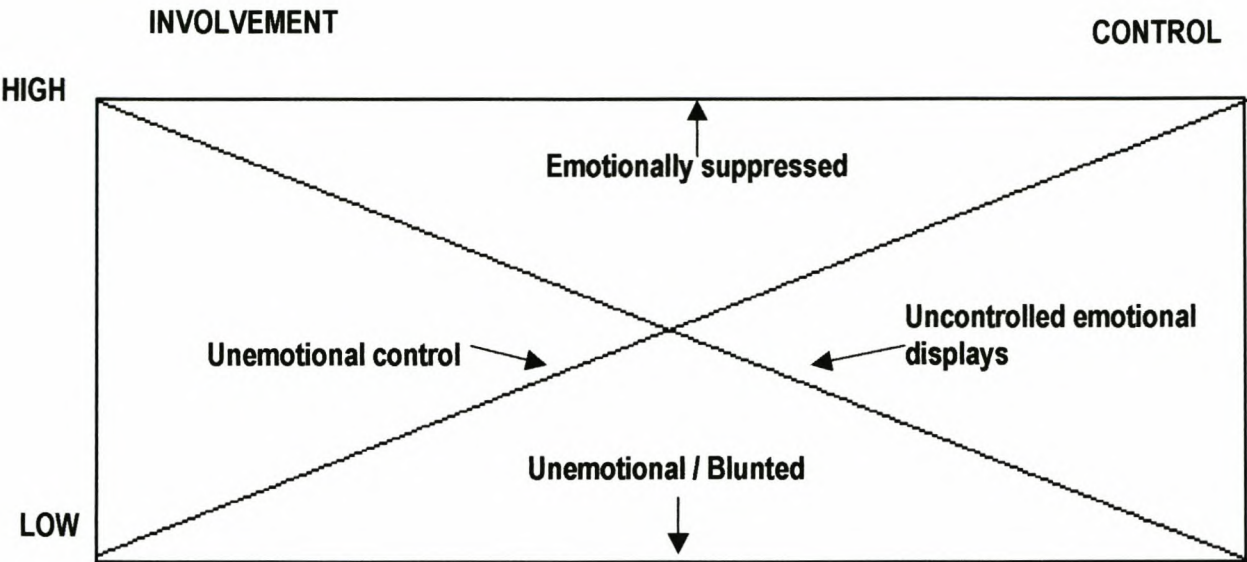 INVOLVEMENT
CONTROL
HIGH
Emotionally suppressed
Uncontrolled emotional
displays
Unemotional control
Unemotional / Blunted
LOW